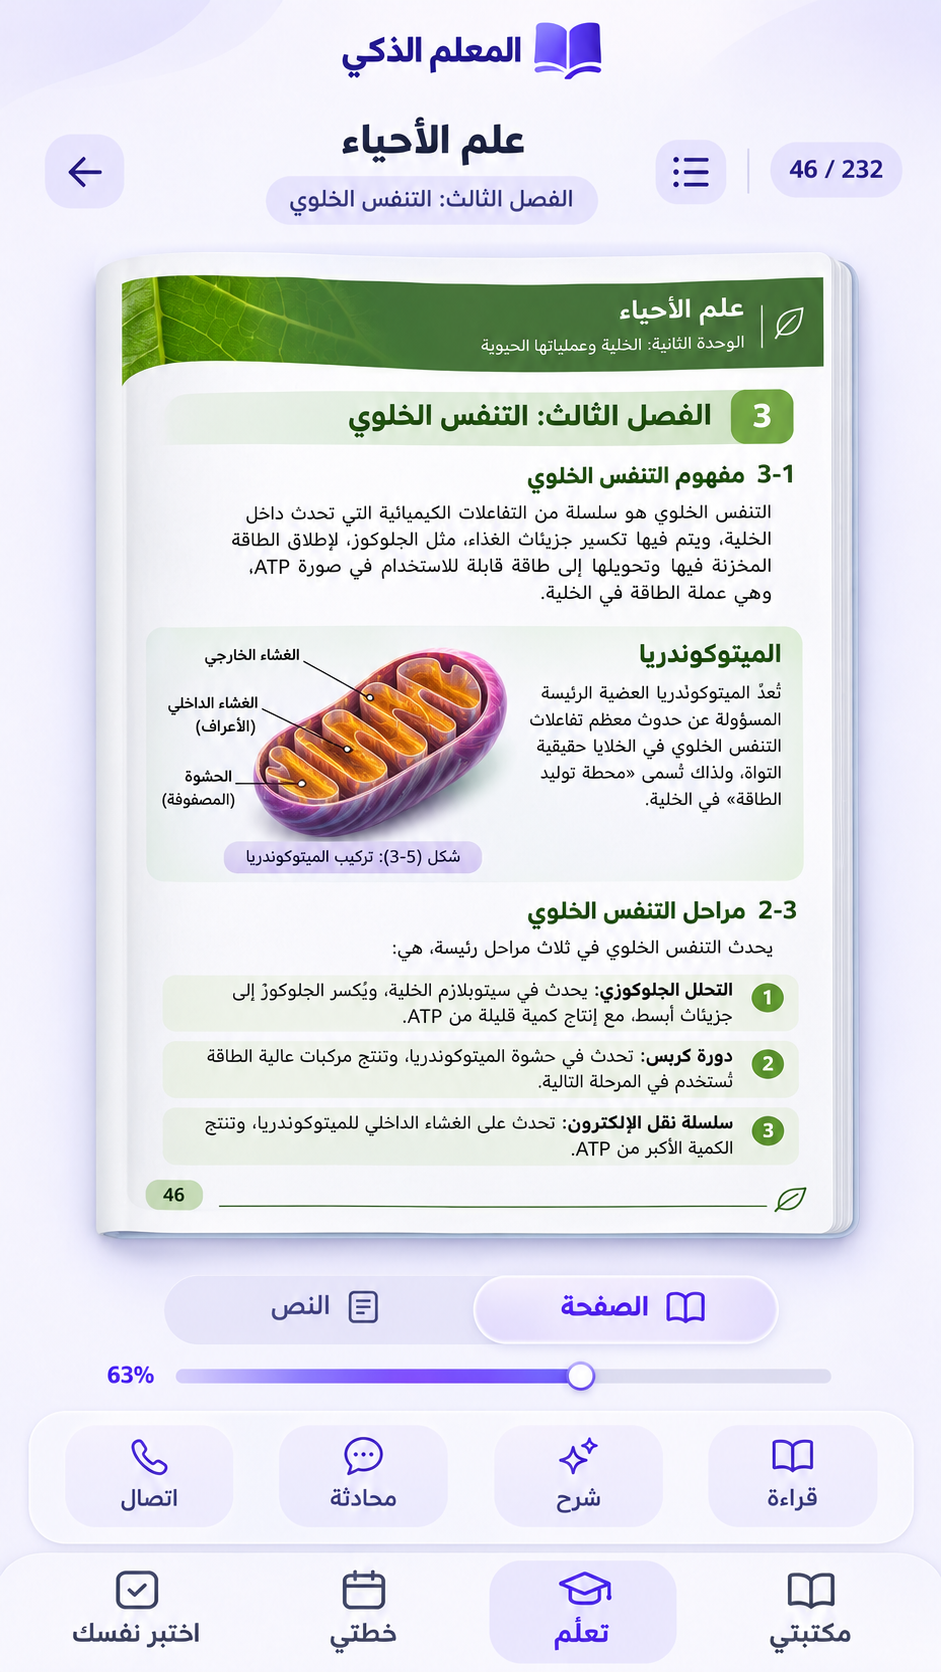 المعلم الذكي
علم الأحياء
الفصل الثالث: التنفس الخلوي
46 / 232
علم الأحياء
الوحدة الثانية: الخلية وعملياتها الحيوية
3 الفصل الثالث: التنفس الخلوي
3-1 مفهوم التنفس الخلوي
التنفس الخلوي هو سلسلة من التفاعلات الكيميائية التي تحدث داخل
الخلية، ويتم فيها تكسير جزيئات الغذاء، مثل الجلوكوز، لإطلاق الطاقة
المخزنة فيها وتحويلها إلى طاقة قابلة للاستخدام في صورة ATP،
وهي عملة الطاقة في الخلية.
الميتوكوندريا
تُعدّ الميتوكونْدريا العضية الرئيسة
المسؤولة عن حدوث معظم تفاعلات
التنفس الخلوي في الخلايا حقيقية
التواة، ولذاك تُسمى «محطة توليد
الطاقة» في الخلية.
الغشاء الخارجي
الغشاء الداخلي
(الأعراف)
الحشوة
(المصفوفة)
شكل (5-3): تركيب الميتوكوندريا
2-3 مراحل التنفس الخلوي
يحدث التنفس الخلوي في ثلاث مراحل رئيسة، هي:
1 التحلل الجلوكوزي: يحدث في سيتوبلازم الخلية، ويُكسر الجلوكوزْ إلى
جزيئاث أبسط، مع إنتاج كمية قليلة من ATP.
2 دورة كربس: تحدث في حشوة الميتوكوندريا، وتنتج مركبات عالية الطاقة
تُستخدم في المرحلة التالية.
3 سلسلة نقل الإلكترون: تحدث على الغشاء الداخلي للميتوكوندريا، وتنتج
الكمية الأكبر من ATP.
46
الصفحة
النص
63%
قراءة
شرح
محادثة
اتصال
مكتبتي
تعلّم
خطتي
اختبر نفسك